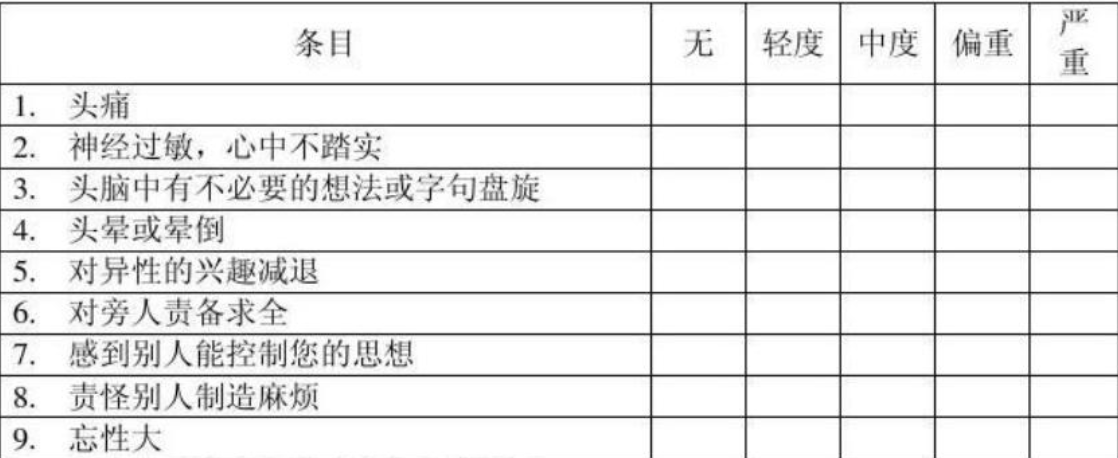 条目 无 轻度 中度 偏重 严重
1. 头痛
2. 神经过敏，心中不踏实
3. 头脑中有不必要的想法或字句盘旋
4. 头晕或晕倒
5. 对异性的兴趣减退
6. 对旁人责备求全
7. 感到别人能控制您的思想
8. 责怪别人制造麻烦
9. 忘性大